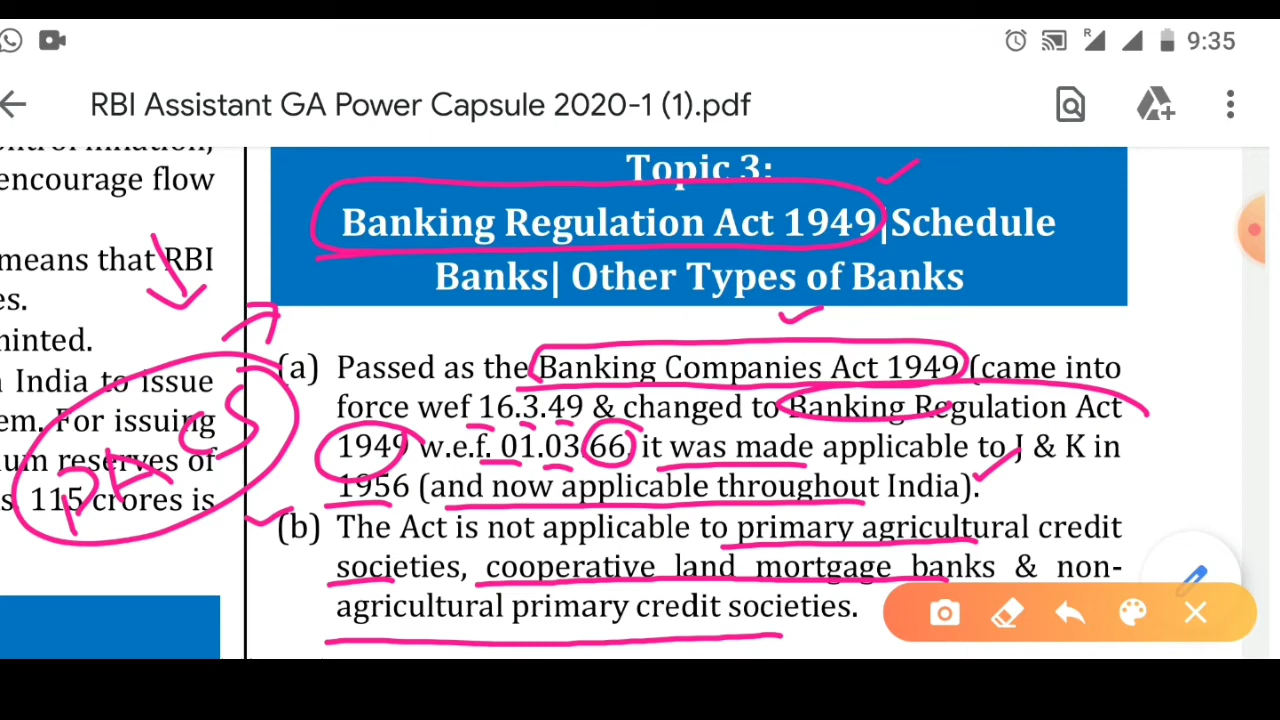 9:35
RBI Assistant GA Power Capsule 2020-1 (1).pdf
encourage flow
means that RBI
es.
minted.
India to issue
em. For issuing
um reserves of
s. 115 crores is
PACS
Topic 3:
Banking Regulation Act 1949|Schedule
Banks| Other Types of Banks
(a) Passed as the Banking Companies Act 1949 (came into
force wef 16.3.49 & changed to Banking Regulation Act
1949 w.e.f. 01.03.66. it was made applicable to J & K in
1956 (and now applicable throughout India).
(b) The Act is not applicable to primary agricultural credit
societies, cooperative land mortgage banks & non-
agricultural primary credit societies.